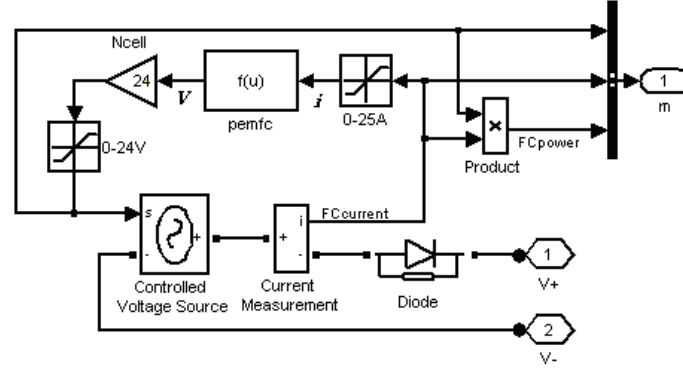 Ncell
24
V
f(u)
pemfc
i
0-25A
0-24V
×
Product
FCpower
1
m
s
-
+
Controlled
Voltage Source
FCcurrent
i
+
-
Current
Measurement
Diode
1
V+
2
V-